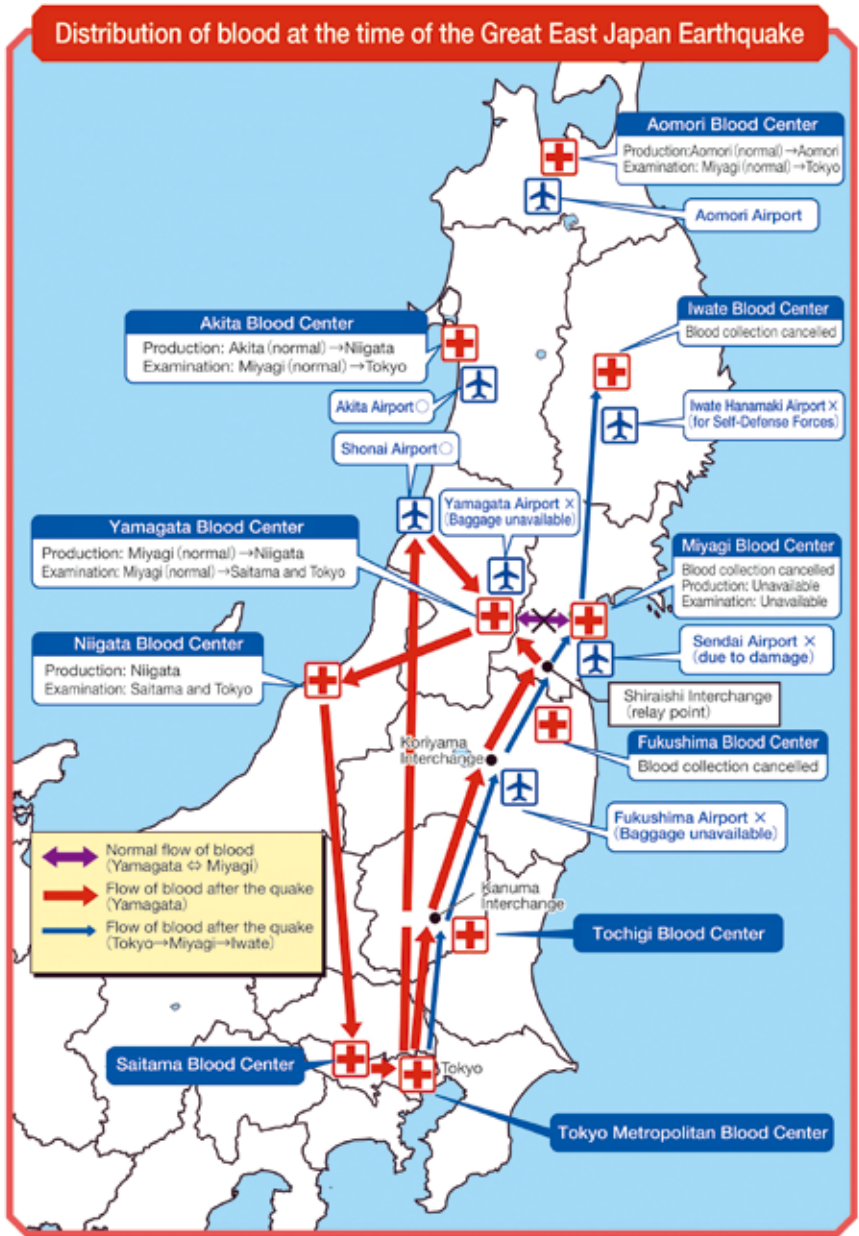 Distribution of blood at the time of the Great East Japan Earthquake
Aomori Blood Center
Production:Aomori (normal) →Aomori
Examination: Miyagi (normal) →Tokyo
Aomori Airport
Iwate Blood Center
Blood collection cancelled
Akita Blood Center
Production: Akita (normal) →Niigata
Examination: Miyagi (normal) →Tokyo
Akita Airport○
Iwate Hanamaki Airport ×
(for Self-Defense Forces)
Shonai Airport○
Yamagata Airport ×
(Baggage unavailable)
Yamagata Blood Center
Production: Miyagi (normal) →Niigata
Examination: Miyagi (normal) →Saitama and Tokyo
Miyagi Blood Center
Blood collection cancelled
Production: Unavailable
Examination: Unavailable
Niigata Blood Center
Production: Niigata
Examination: Saitama and Tokyo
Sendai Airport ×
(due to damage)
Shiraishi Interchange
(relay point)
Koriyama
Interchange
Fukushima Blood Center
Blood collection cancelled
Fukushima Airport ×
(Baggage unavailable)
Normal flow of blood
(Yamagata ⇔ Miyagi)
Flow of blood after the quake
(Yamagata)
Flow of blood after the quake
(Tokyo→Miyagi→Iwate)
Kanuma
Interchange
Tochigi Blood Center
Saitama Blood Center
Tokyo
Tokyo Metropolitan Blood Center